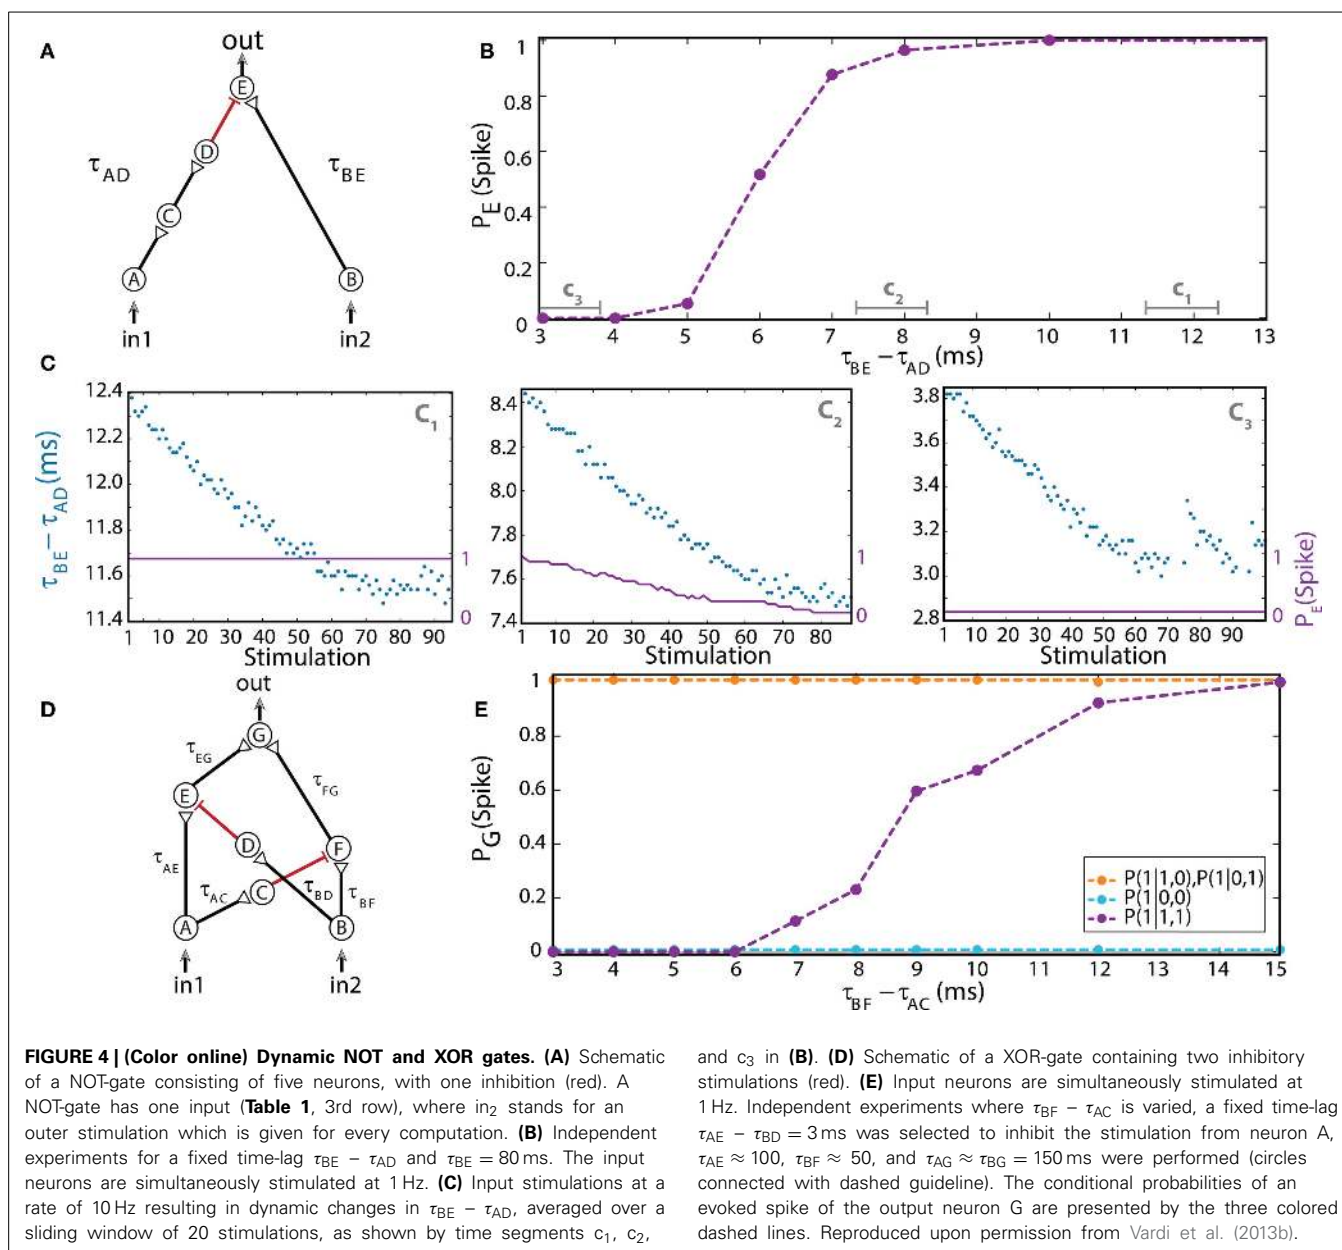 A
out
E
D
τAD
τBE
C
A
B
in1
in2
B
PE(Spike)
1
0.8
0.6
0.4
0.2
0
c3
c2
c1
3 4 5 6 7 8 9 10 11 12 13
τBE – τAD (ms)
C
τBE – τAD (ms)
12.4
12.2
12.0
11.8
11.6
11.4
C1
1
0
1 10 20 30 40 50 60 70 80 90
Stimulation
8.4
8.2
8.0
7.8
7.6
7.4
C2
1
0
1 10 20 30 40 50 60 70 80
Stimulation
3.8
3.6
3.4
3.2
3.0
2.8
C3
1
0
PE(Spike)
1 10 20 30 40 50 60 70 80 90
Stimulation
D
out
G
τEG
τFG
E
D
F
τAE
τAC
C
τBD
τBF
A
B
in1
in2
E
PG(Spike)
1
0.8
0.6
0.4
0.2
0
P(1|1,0),P(1|0,1)
P(1|0,0)
P(1|1,1)
3 4 5 6 7 8 9 10 11 12 13 14 15
τBF – τAC (ms)
FIGURE 4 | (Color online) Dynamic NOT and XOR gates. (A) Schematic
of a NOT-gate consisting of five neurons, with one inhibition (red). A
NOT-gate has one input (Table 1, 3rd row), where in2 stands for an
outer stimulation which is given for every computation. (B) Independent
experiments for a fixed time-lag τBE – τAD and τBE = 80 ms. The input
neurons are simultaneously stimulated at 1 Hz. (C) Input stimulations at a
rate of 10 Hz resulting in dynamic changes in τBE – τAD, averaged over a
sliding window of 20 stimulations, as shown by time segments c1, c2,
and c3 in (B). (D) Schematic of a XOR-gate containing two inhibitory
stimulations (red). (E) Input neurons are simultaneously stimulated at
1 Hz. Independent experiments where τBF – τAC is varied, a fixed time-lag
τAE – τBD = 3 ms was selected to inhibit the stimulation from neuron A,
τAE ≈ 100, τBF ≈ 50, and τAG ≈ τBG = 150 ms were performed (circles
connected with dashed guideline). The conditional probabilities of an
evoked spike of the output neuron G are presented by the three colored
dashed lines. Reproduced upon permission from Vardi et al. (2013b).